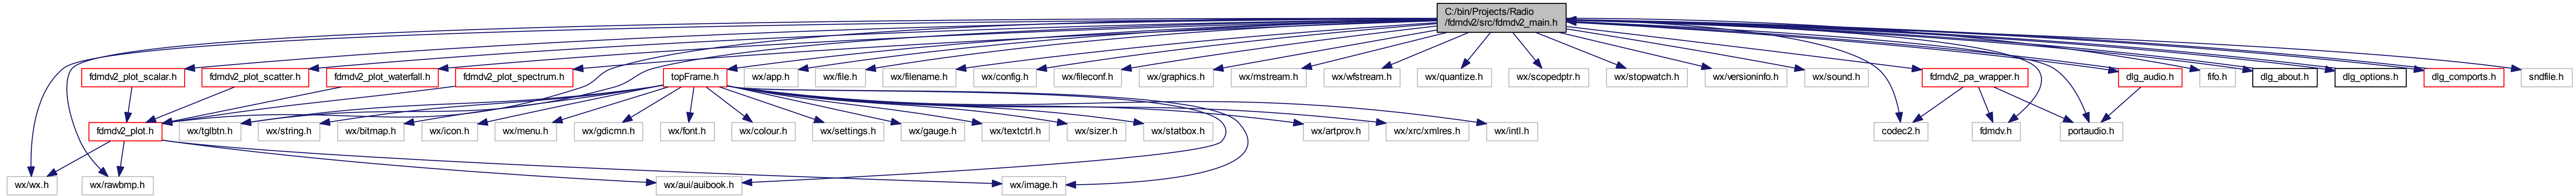 C:/bin/Projects/Radio
/fdmdv2/src/fdmdv2_main.h
fdmdv2_plot_scalar.h
fdmdv2_plot_scatter.h
fdmdv2_plot_waterfall.h
fdmdv2_plot_spectrum.h
topFrame.h
wx/app.h
wx/file.h
wx/filename.h
wx/config.h
wx/fileconf.h
wx/graphics.h
wx/mstream.h
wx/wfstream.h
wx/quantize.h
wx/scopedptr.h
wx/stopwatch.h
wx/versioninfo.h
wx/sound.h
fdmdv2_pa_wrapper.h
dlg_audio.h
fifo.h
dlg_about.h
dlg_options.h
dlg_comports.h
sndfile.h
fdmdv2_plot.h
wx/tglbtn.h
wx/string.h
wx/bitmap.h
wx/icon.h
wx/menu.h
wx/gdicmn.h
wx/font.h
wx/colour.h
wx/settings.h
wx/gauge.h
wx/textctrl.h
wx/sizer.h
wx/statbox.h
wx/artprov.h
wx/xrc/xmlres.h
wx/intl.h
codec2.h
fdmdv.h
portaudio.h
wx/wx.h
wx/rawbmp.h
wx/aui/auibook.h
wx/image.h